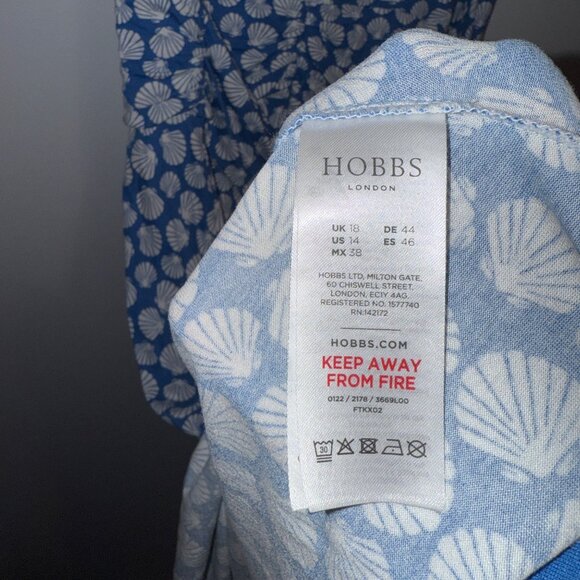 HOBBS
LONDON
UK 18 DE 44
US 14 ES 46
MX 38
HOBBS LTD, MILTON GATE,
60 CHISWELL STREET,
LONDON, EC1Y 4AG,
REGISTERED NO. 1577740
RN:142172
HOBBS.COM
KEEP AWAY
FROM FIRE
0122 / 2178 / 3669L00
FTKX02
30